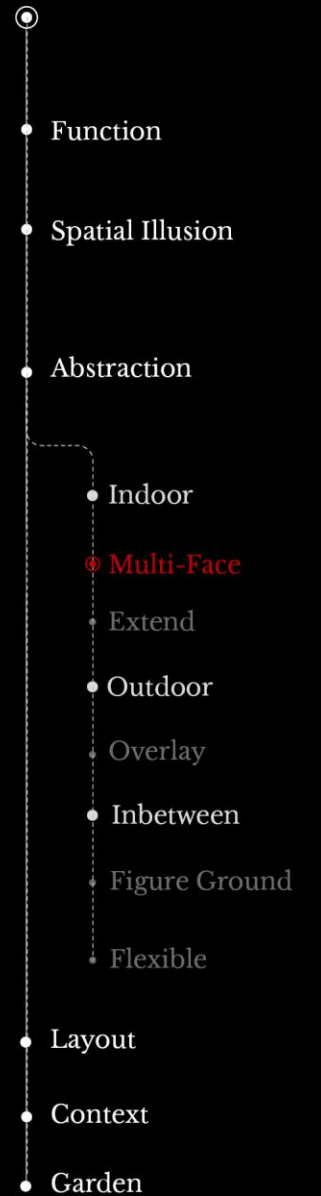 Function
Spatial Illusion
Abstraction
Indoor
Multi-Face
Extend
Outdoor
Overlay
Inbetween
Figure Ground
Flexible
Layout
Context
Garden